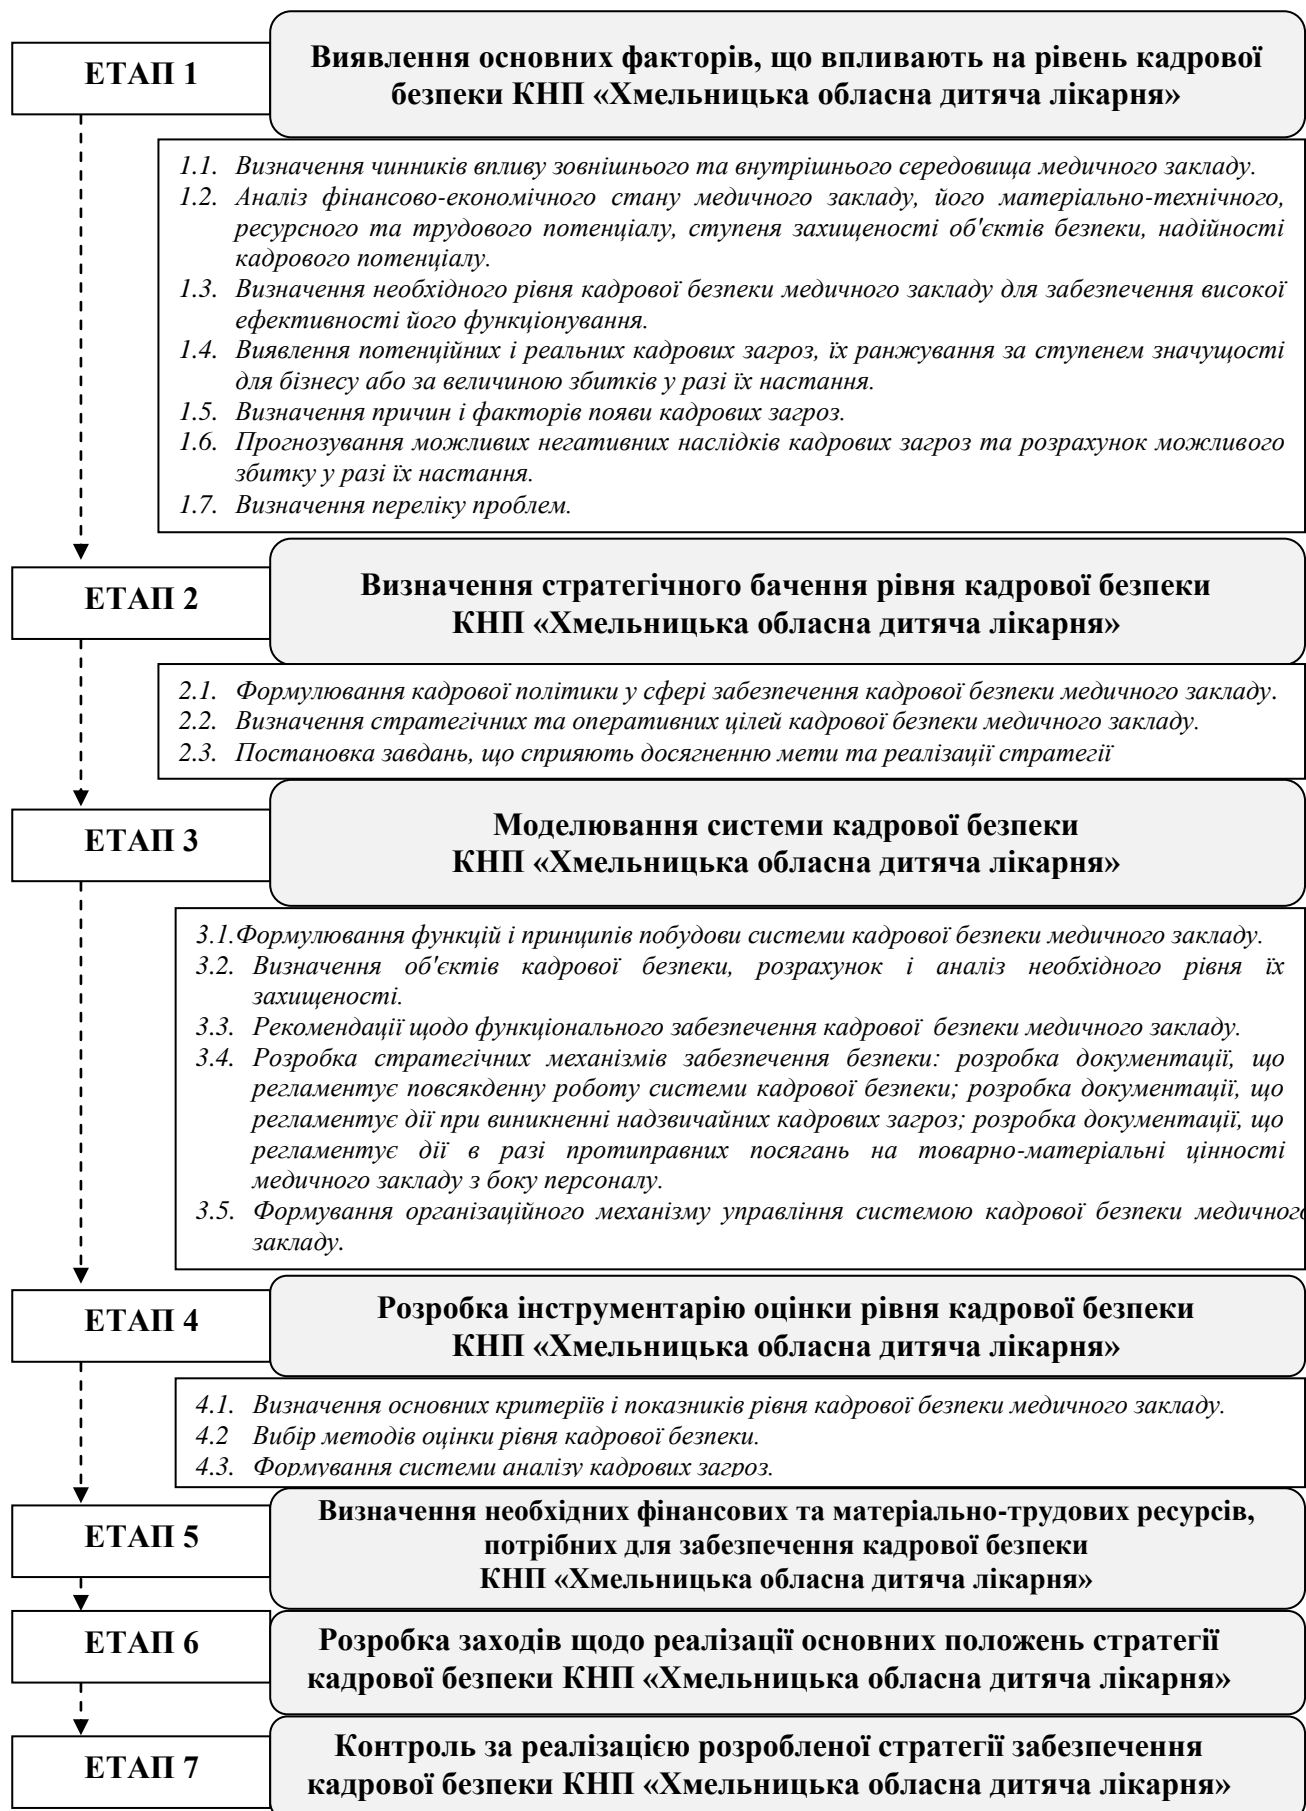 ЕТАП 1
Виявлення основних факторів, що впливають на рівень кадрової
безпеки КНП «Хмельницька обласна дитяча лікарня»
1.1. Визначення чинників впливу зовнішнього та внутрішнього середовища медичного закладу.
1.2. Аналіз фінансово-економічного стану медичного закладу, його матеріально-технічного,
ресурсного та трудового потенціалу, ступеня захищеності об'єктів безпеки, надійності
кадрового потенціалу.
1.3. Визначення необхідного рівня кадрової безпеки медичного закладу для забезпечення високої
ефективності його функціонування.
1.4. Виявлення потенційних і реальних кадрових загроз, їх ранжування за ступенем значущості
для бізнесу або за величиною збитків у разі їх настання.
1.5. Визначення причин і факторів появи кадрових загроз.
1.6. Прогнозування можливих негативних наслідків кадрових загроз та розрахунок можливого
збитку у разі їх настання.
1.7. Визначення переліку проблем.
ЕТАП 2
Визначення стратегічного бачення рівня кадрової безпеки
КНП «Хмельницька обласна дитяча лікарня»
2.1. Формулювання кадрової політики у сфері забезпечення кадрової безпеки медичного закладу.
2.2. Визначення стратегічних та оперативних цілей кадрової безпеки медичного закладу.
2.3. Постановка завдань, що сприяють досягненню мети та реалізації стратегії
ЕТАП 3
Моделювання системи кадрової безпеки
КНП «Хмельницька обласна дитяча лікарня»
3.1.Формулювання функцій і принципів побудови системи кадрової безпеки медичного закладу.
3.2. Визначення об'єктів кадрової безпеки, розрахунок і аналіз необхідного рівня їх
захищеності.
3.3. Рекомендації щодо функціонального забезпечення кадрової безпеки медичного закладу.
3.4. Розробка стратегічних механізмів забезпечення безпеки: розробка документації, що
регламентує повсякденну роботу системи кадрової безпеки; розробка документації, що
регламентує дії при виникненні надзвичайних кадрових загроз; розробка документації, що
регламентує дії в разі протиправних посягань на товарно-матеріальні цінності
медичного закладу з боку персоналу.
3.5. Формування організаційного механізму управління системою кадрової безпеки медичного
закладу.
ЕТАП 4
Розробка інструментарію оцінки рівня кадрової безпеки
КНП «Хмельницька обласна дитяча лікарня»
4.1. Визначення основних критеріїв і показників рівня кадрової безпеки медичного закладу.
4.2 Вибір методів оцінки рівня кадрової безпеки.
4.3. Формування системи аналізу кадрових загроз.
ЕТАП 5
Визначення необхідних фінансових та матеріально-трудових ресурсів,
потрібних для забезпечення кадрової безпеки
КНП «Хмельницька обласна дитяча лікарня»
ЕТАП 6
Розробка заходів щодо реалізації основних положень стратегії
кадрової безпеки КНП «Хмельницька обласна дитяча лікарня»
ЕТАП 7
Контроль за реалізацією розробленої стратегії забезпечення
кадрової безпеки КНП «Хмельницька обласна дитяча лікарня»